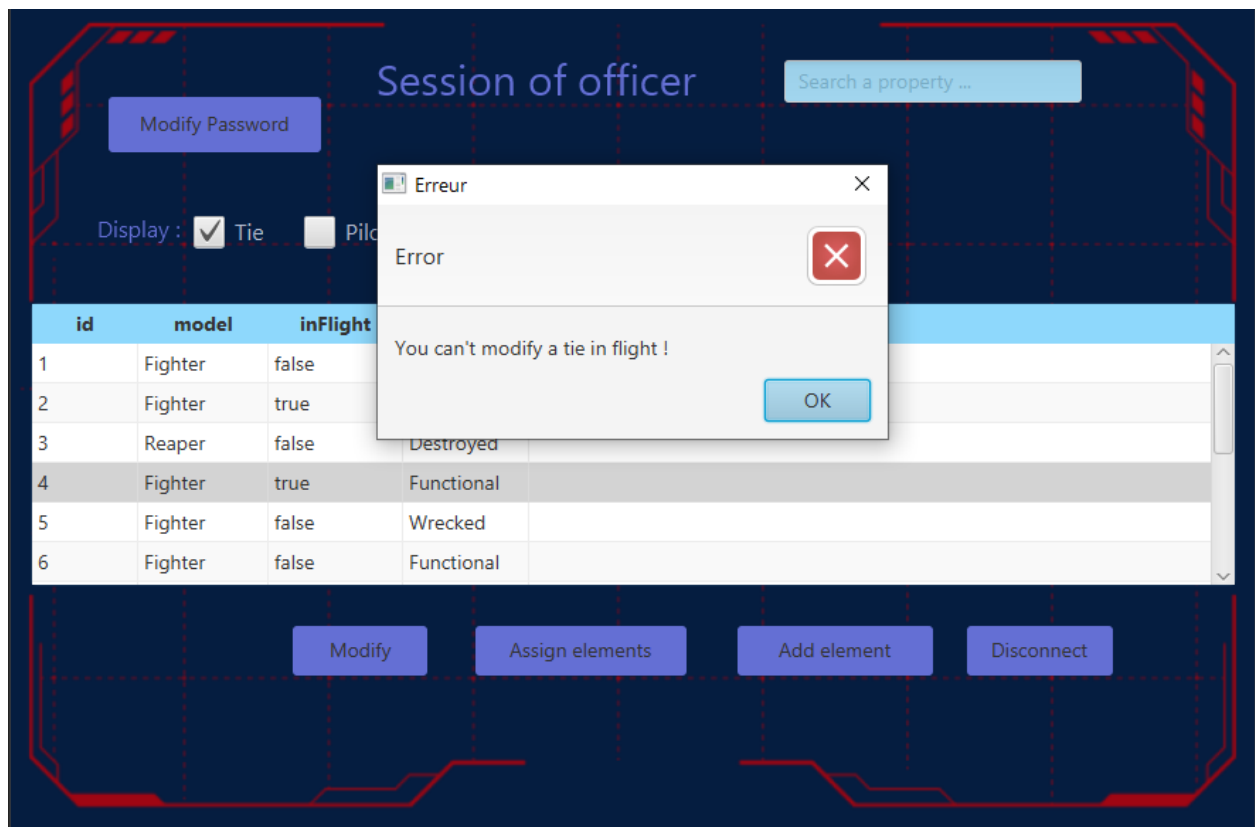 Session of officer
Search a property ...
Modify Password
Erreur
Display : Tie
Error
id model inFlight
You can't modify a tie in flight !
1 Fighter false
OK
2 Fighter true
3 Reaper false Destroyed
4 Fighter true Functional
5 Fighter false Wrecked
6 Fighter false Functional
Modify Assign elements Add element Disconnect